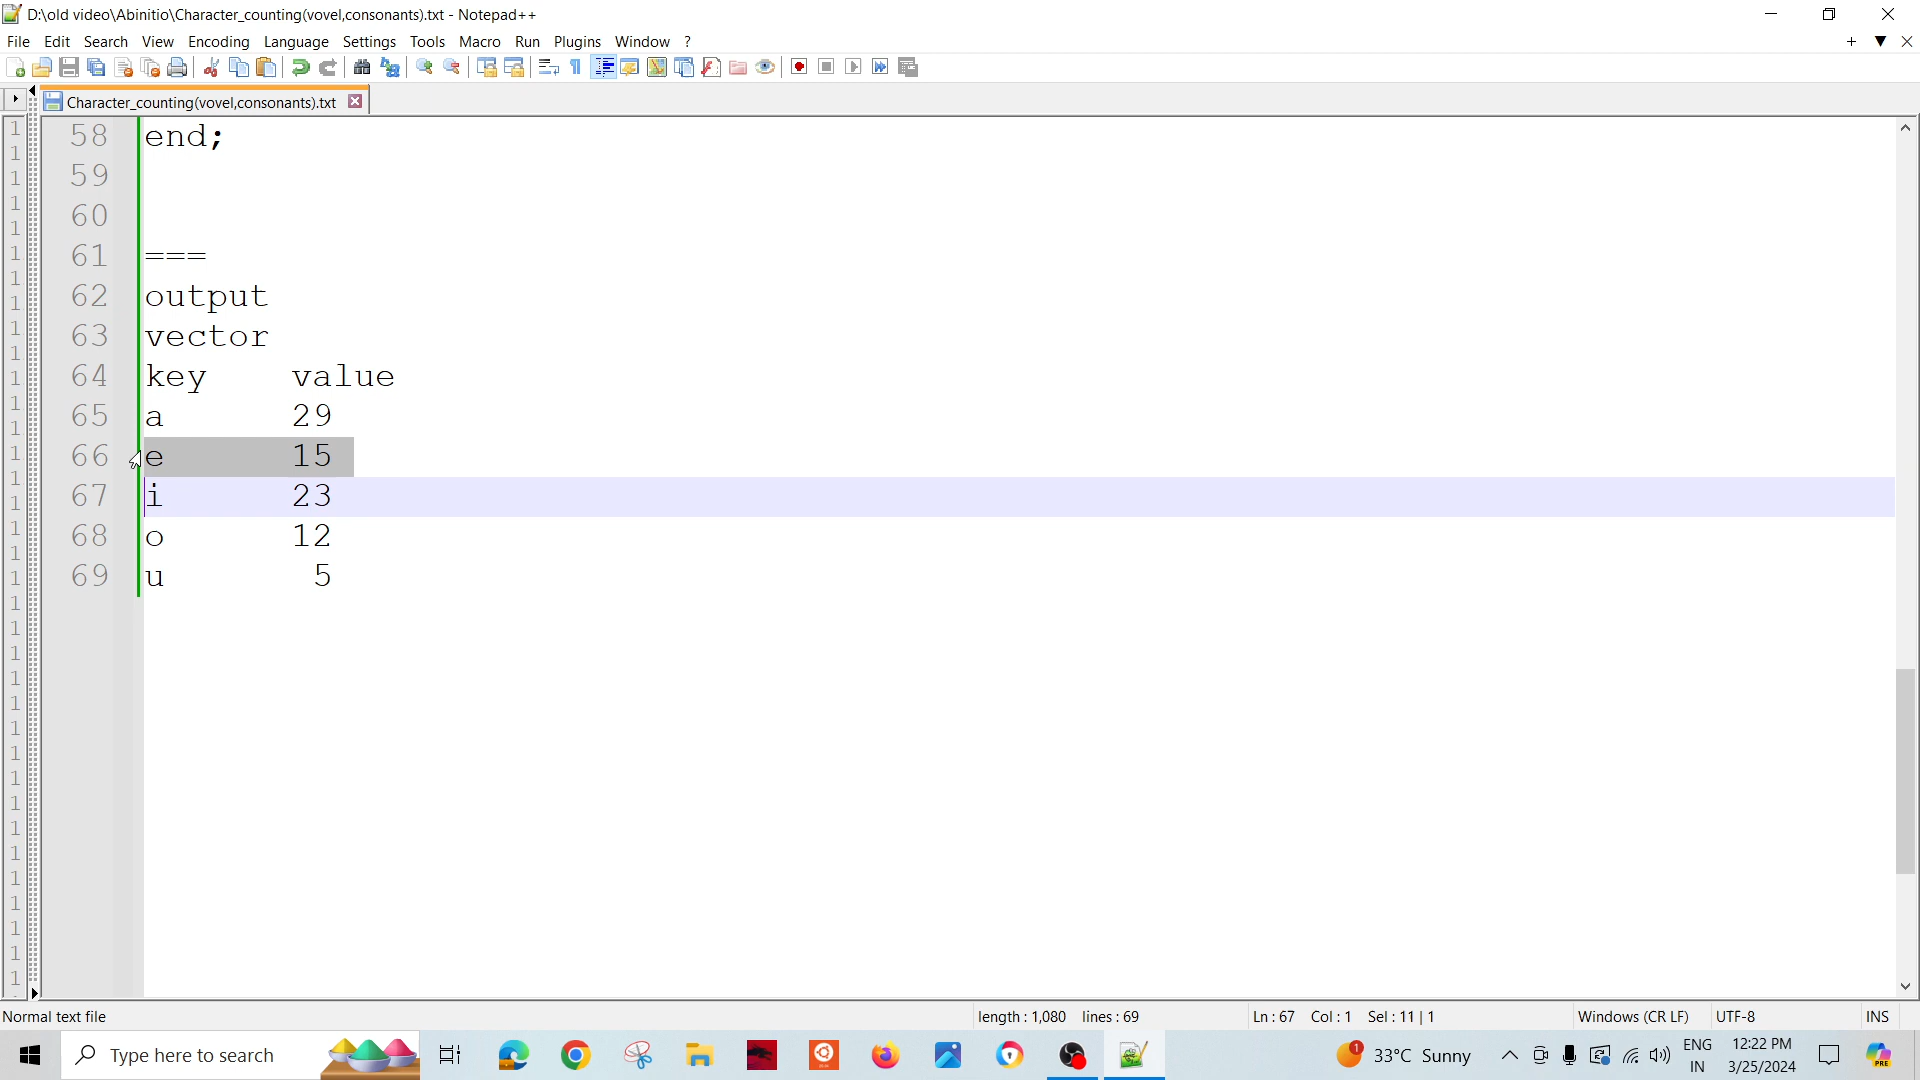 D:\old video\Abinitio\Character_counting(vovel,consonants).txt - Notepad++
File Edit Search View Encoding Language Settings Tools Macro Run Plugins Window ?
Character_counting(vovel,consonants).txt
58 end;
59
60
61 ===
62 output
63 vector
64 key value
65 a 29
66 e 15
67 i 23
68 o 12
69 u 5
Normal text file length : 1,080 lines : 69 Ln : 67 Col : 1 Sel : 11 | 1 Windows (CR LF) UTF-8 INS
Type here to search 33°C Sunny ENG IN 12:22 PM 3/25/2024